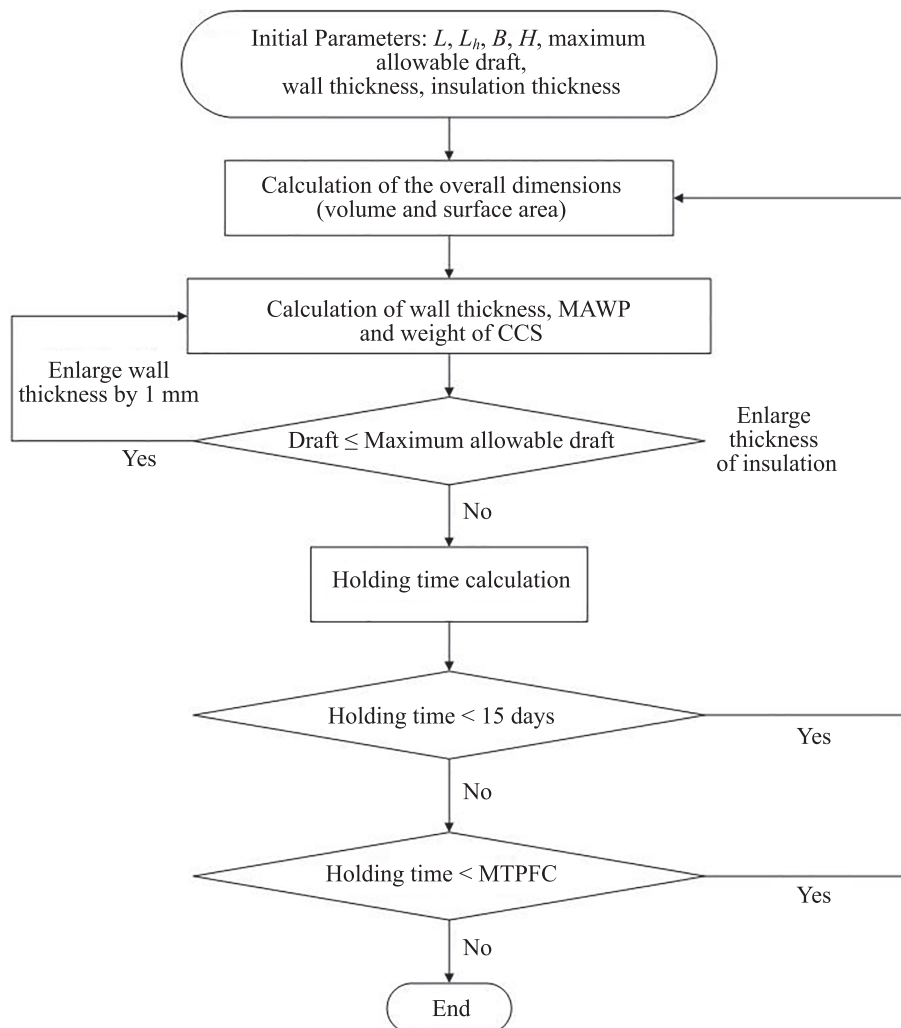 Initial Parameters: L, Lh, B, H, maximum
allowable draft,
wall thickness, insulation thickness
Calculation of the overall dimensions
(volume and surface area)
Calculation of wall thickness, MAWP
and weight of CCS
Enlarge wall
thickness by 1 mm
Draft ≤ Maximum allowable draft
Enlarge
thickness
of insulation
Yes
No
Holding time calculation
Holding time < 15 days
Yes
No
Holding time < MTPFC
Yes
No
End